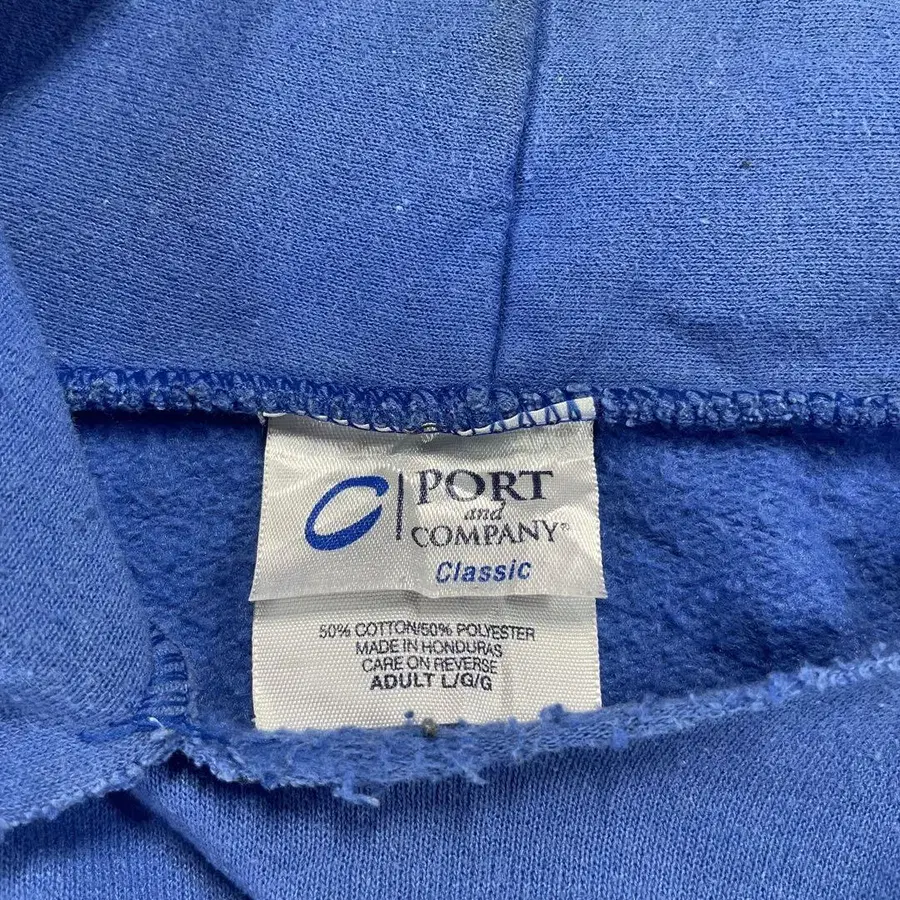 PORT
and
COMPANY®
Classic
50% COTTON/50% POLYESTER
MADE IN HONDURAS
CARE ON REVERSE
ADULT L/G/G